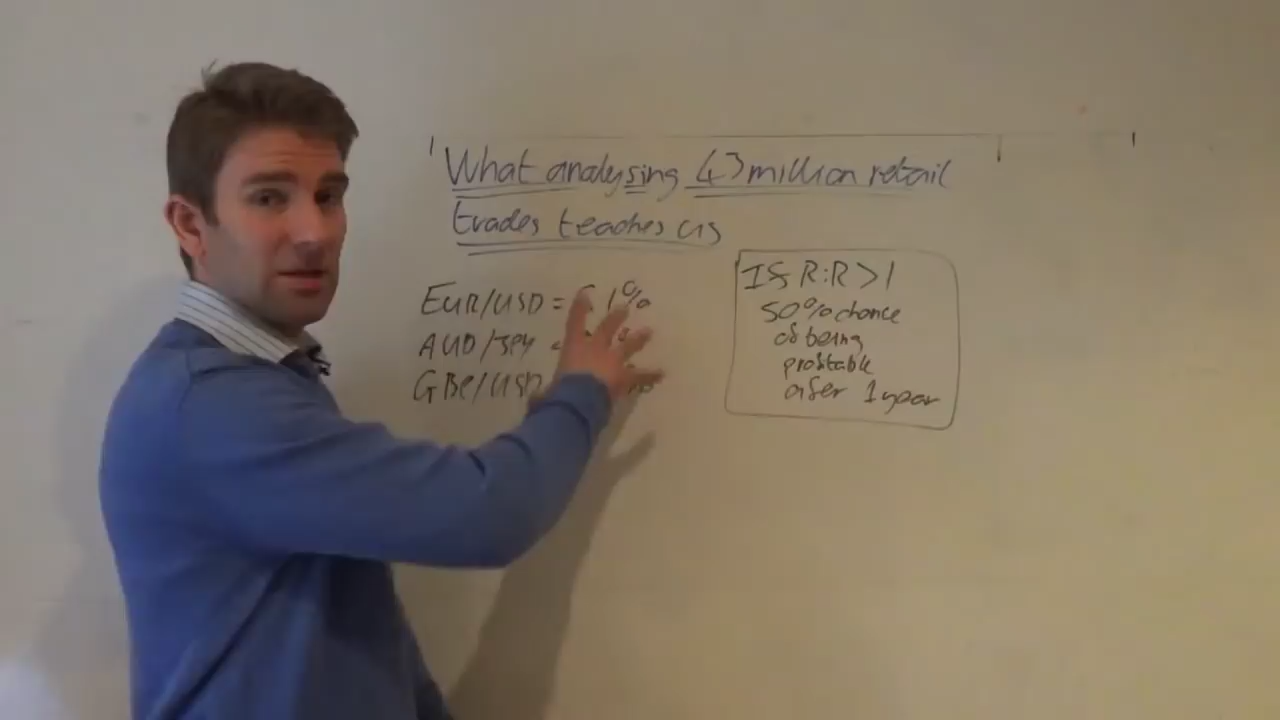 What analysing 43 million retail
trades teaches us
EUR/USD = 61%
AUD/JPY
GBP/USD
If R:R >1
50% chance
of being
profitable
after 1 year